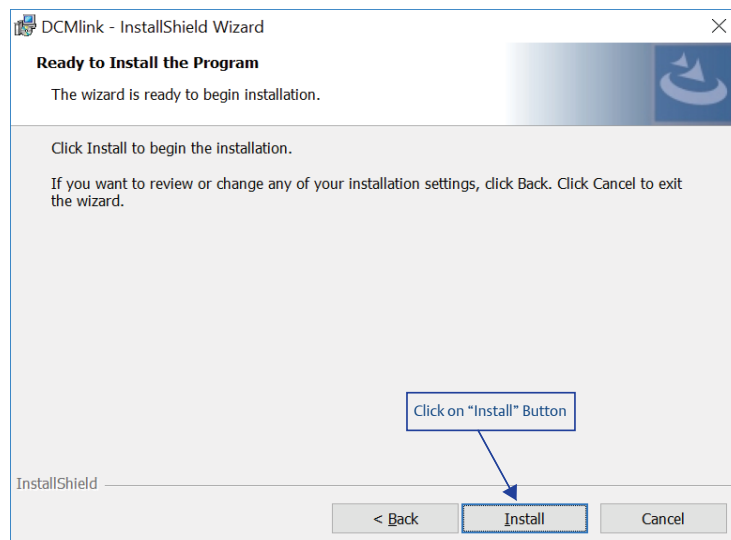 DCMlink - InstallShield Wizard
Ready to Install the Program
The wizard is ready to begin installation.
Click Install to begin the installation.
If you want to review or change any of your installation settings, click Back. Click Cancel to exit
the wizard.
Click on “Install” Button
InstallShield
< Back
Install
Cancel